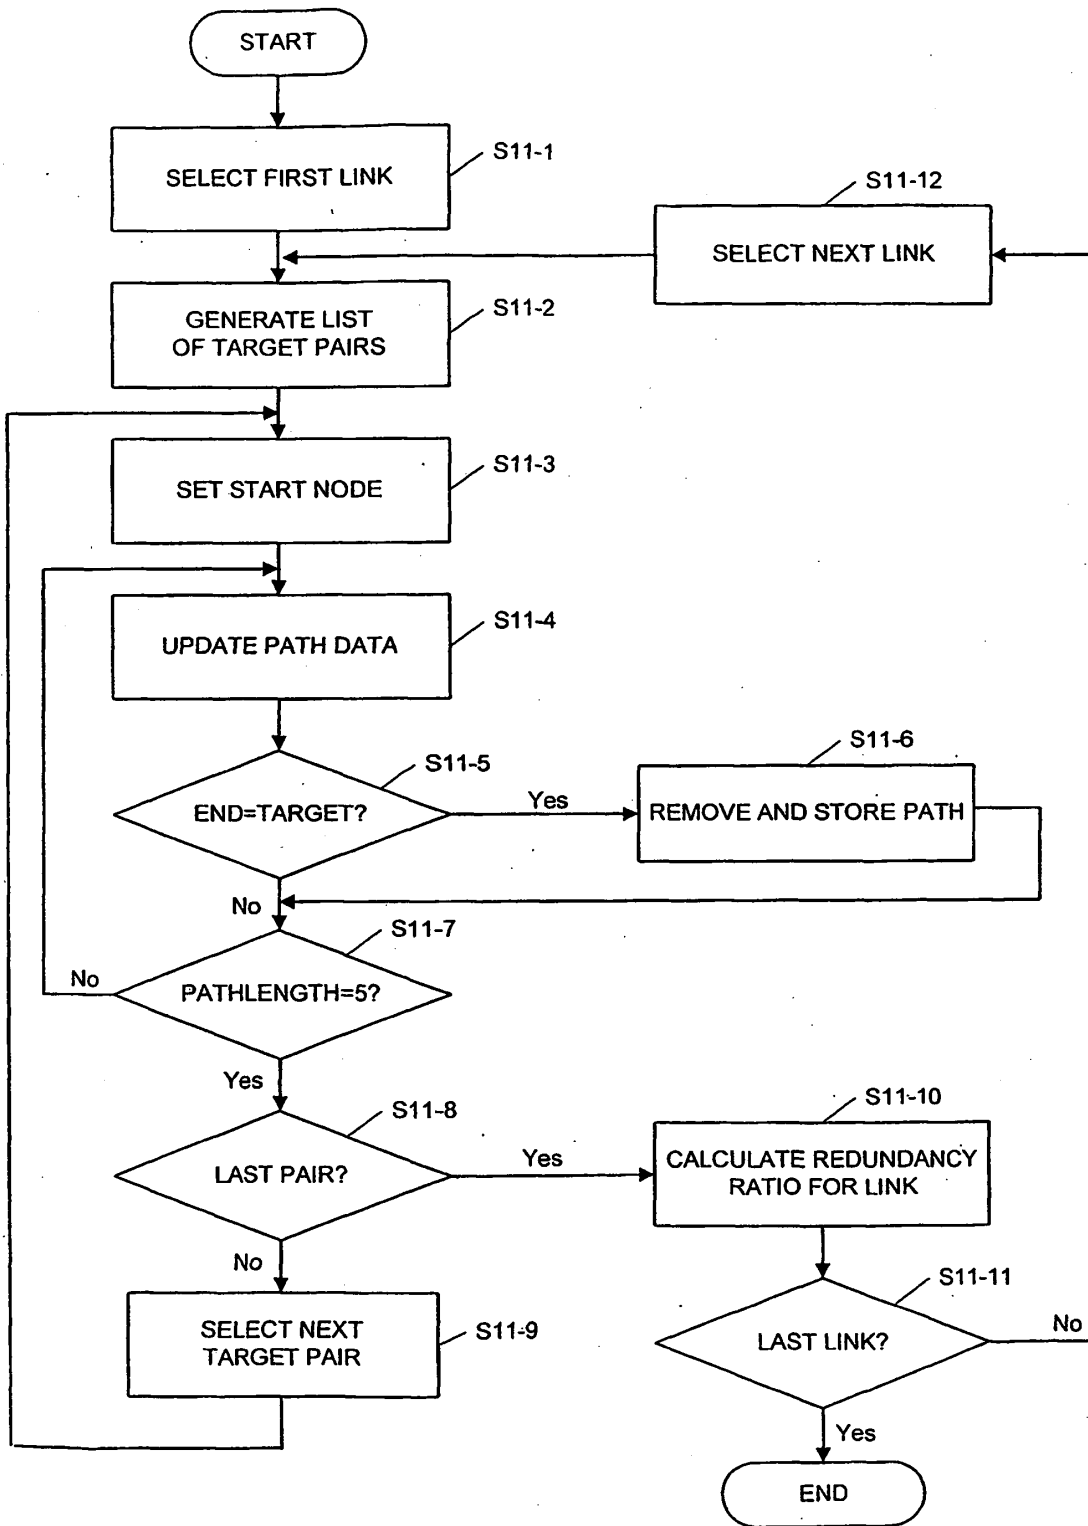 START
S11-1
SELECT FIRST LINK
S11-12
SELECT NEXT LINK
S11-2
GENERATE LIST
OF TARGET PAIRS
S11-3
SET START NODE
S11-4
UPDATE PATH DATA
S11-5
END=TARGET?
Yes
S11-6
REMOVE AND STORE PATH
No
S11-7
PATHLENGTH=5?
No
Yes
S11-8
LAST PAIR?
Yes
S11-10
CALCULATE REDUNDANCY
RATIO FOR LINK
No
S11-9
SELECT NEXT
TARGET PAIR
S11-11
LAST LINK?
No
Yes
END